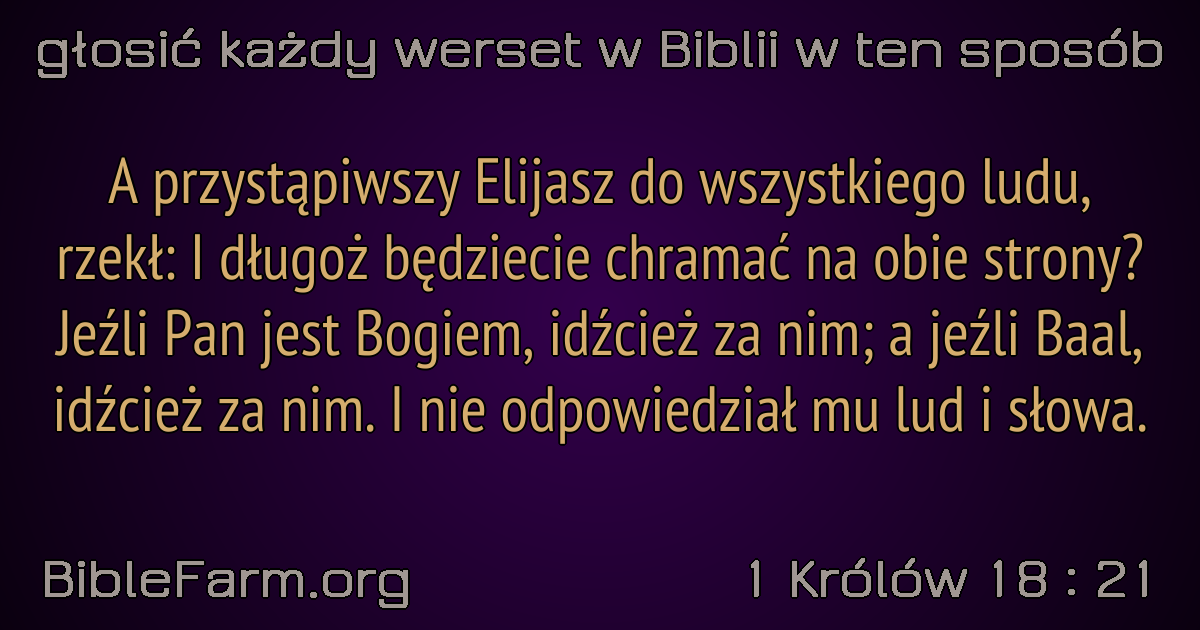 głosić każdy werset w Biblii w ten sposób
A przystąpiwszy Elijasz do wszystkiego ludu,
rzekł: I długoż będziecie chramać na obie strony?
Jeźli Pan jest Bogiem, idźcież za nim; a jeźli Baal,
idźcież za nim. I nie odpowiedział mu lud i słowa.
BibleFarm.org
1 Królów 18 : 21